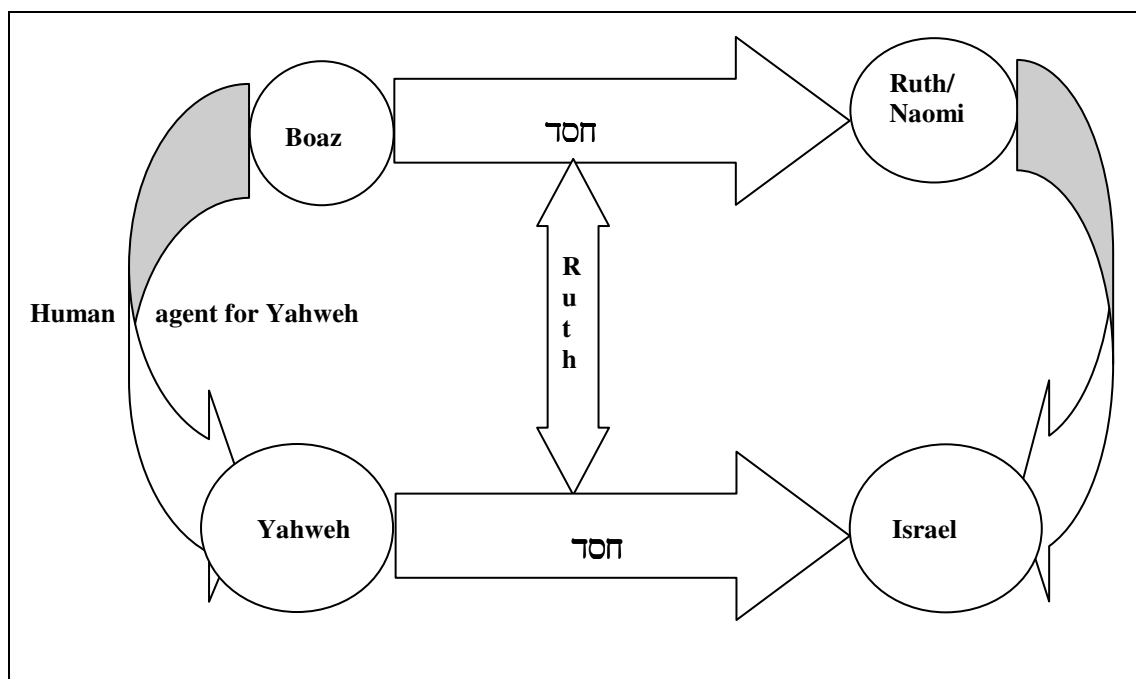 Boaz
חסד
Ruth/
Naomi
R
u
t
h
Human agent for Yahweh
Yahweh
חסד
Israel